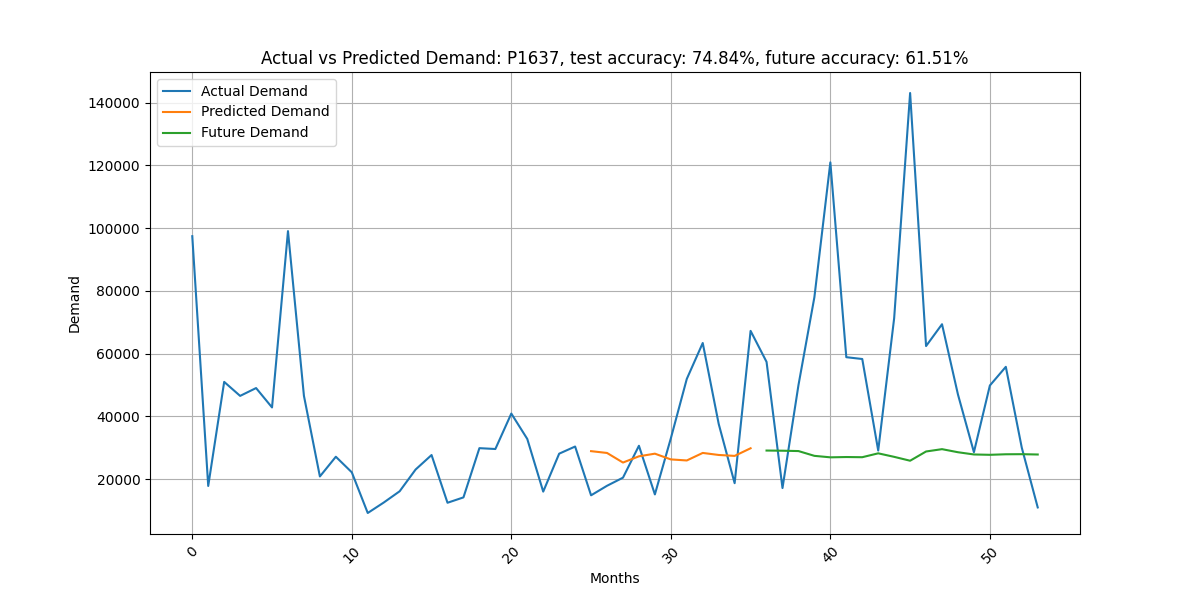 Actual vs Predicted Demand: P1637, test accuracy: 74.84%, future accuracy: 61.51%
Actual Demand
Predicted Demand
Future Demand
Demand
140000
120000
100000
80000
60000
40000
20000
0
10
20
30
40
50
Months